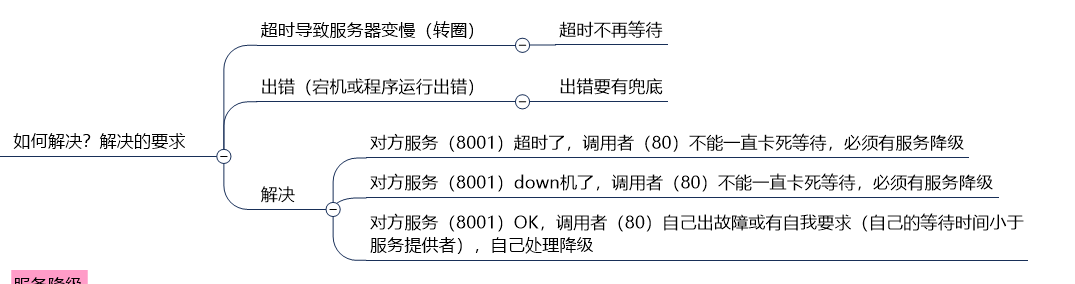 超时导致服务器变慢（转圈）
超时不再等待
出错（宕机或程序运行出错）
出错要有兜底
如何解决？解决的要求
对方服务（8001）超时了，调用者（80）不能一直卡死等待，必须有服务降级
对方服务（8001）down机了，调用者（80）不能一直卡死等待，必须有服务降级
解决
对方服务（8001）OK，调用者（80）自己出故障或有自我要求（自己的等待时间小于
服务提供者），自己处理降级
服务降级